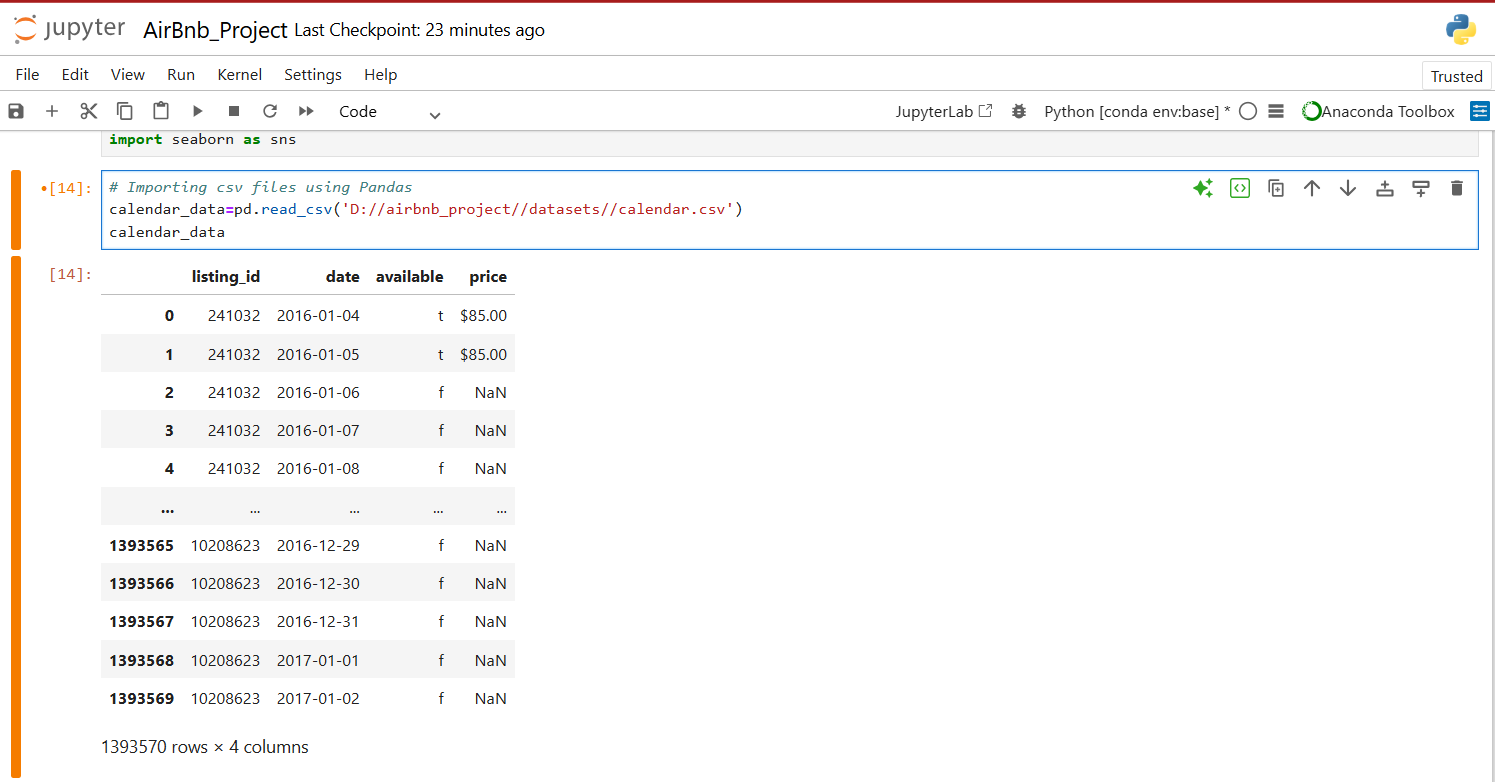 jupyter AirBnb_Project Last Checkpoint: 23 minutes ago
File Edit View Run Kernel Settings Help Trusted
Code JupyterLab Python [conda env:base] * Anaconda Toolbox
import seaborn as sns
•[14]: # Importing csv files using Pandas
calendar_data=pd.read_csv('D://airbnb_project//datasets//calendar.csv')
calendar_data
[14]: listing_id date available price
0 241032 2016-01-04 t $85.00
1 241032 2016-01-05 t $85.00
2 241032 2016-01-06 f NaN
3 241032 2016-01-07 f NaN
4 241032 2016-01-08 f NaN
... ... ... ... ...
1393565 10208623 2016-12-29 f NaN
1393566 10208623 2016-12-30 f NaN
1393567 10208623 2016-12-31 f NaN
1393568 10208623 2017-01-01 f NaN
1393569 10208623 2017-01-02 f NaN
1393570 rows × 4 columns